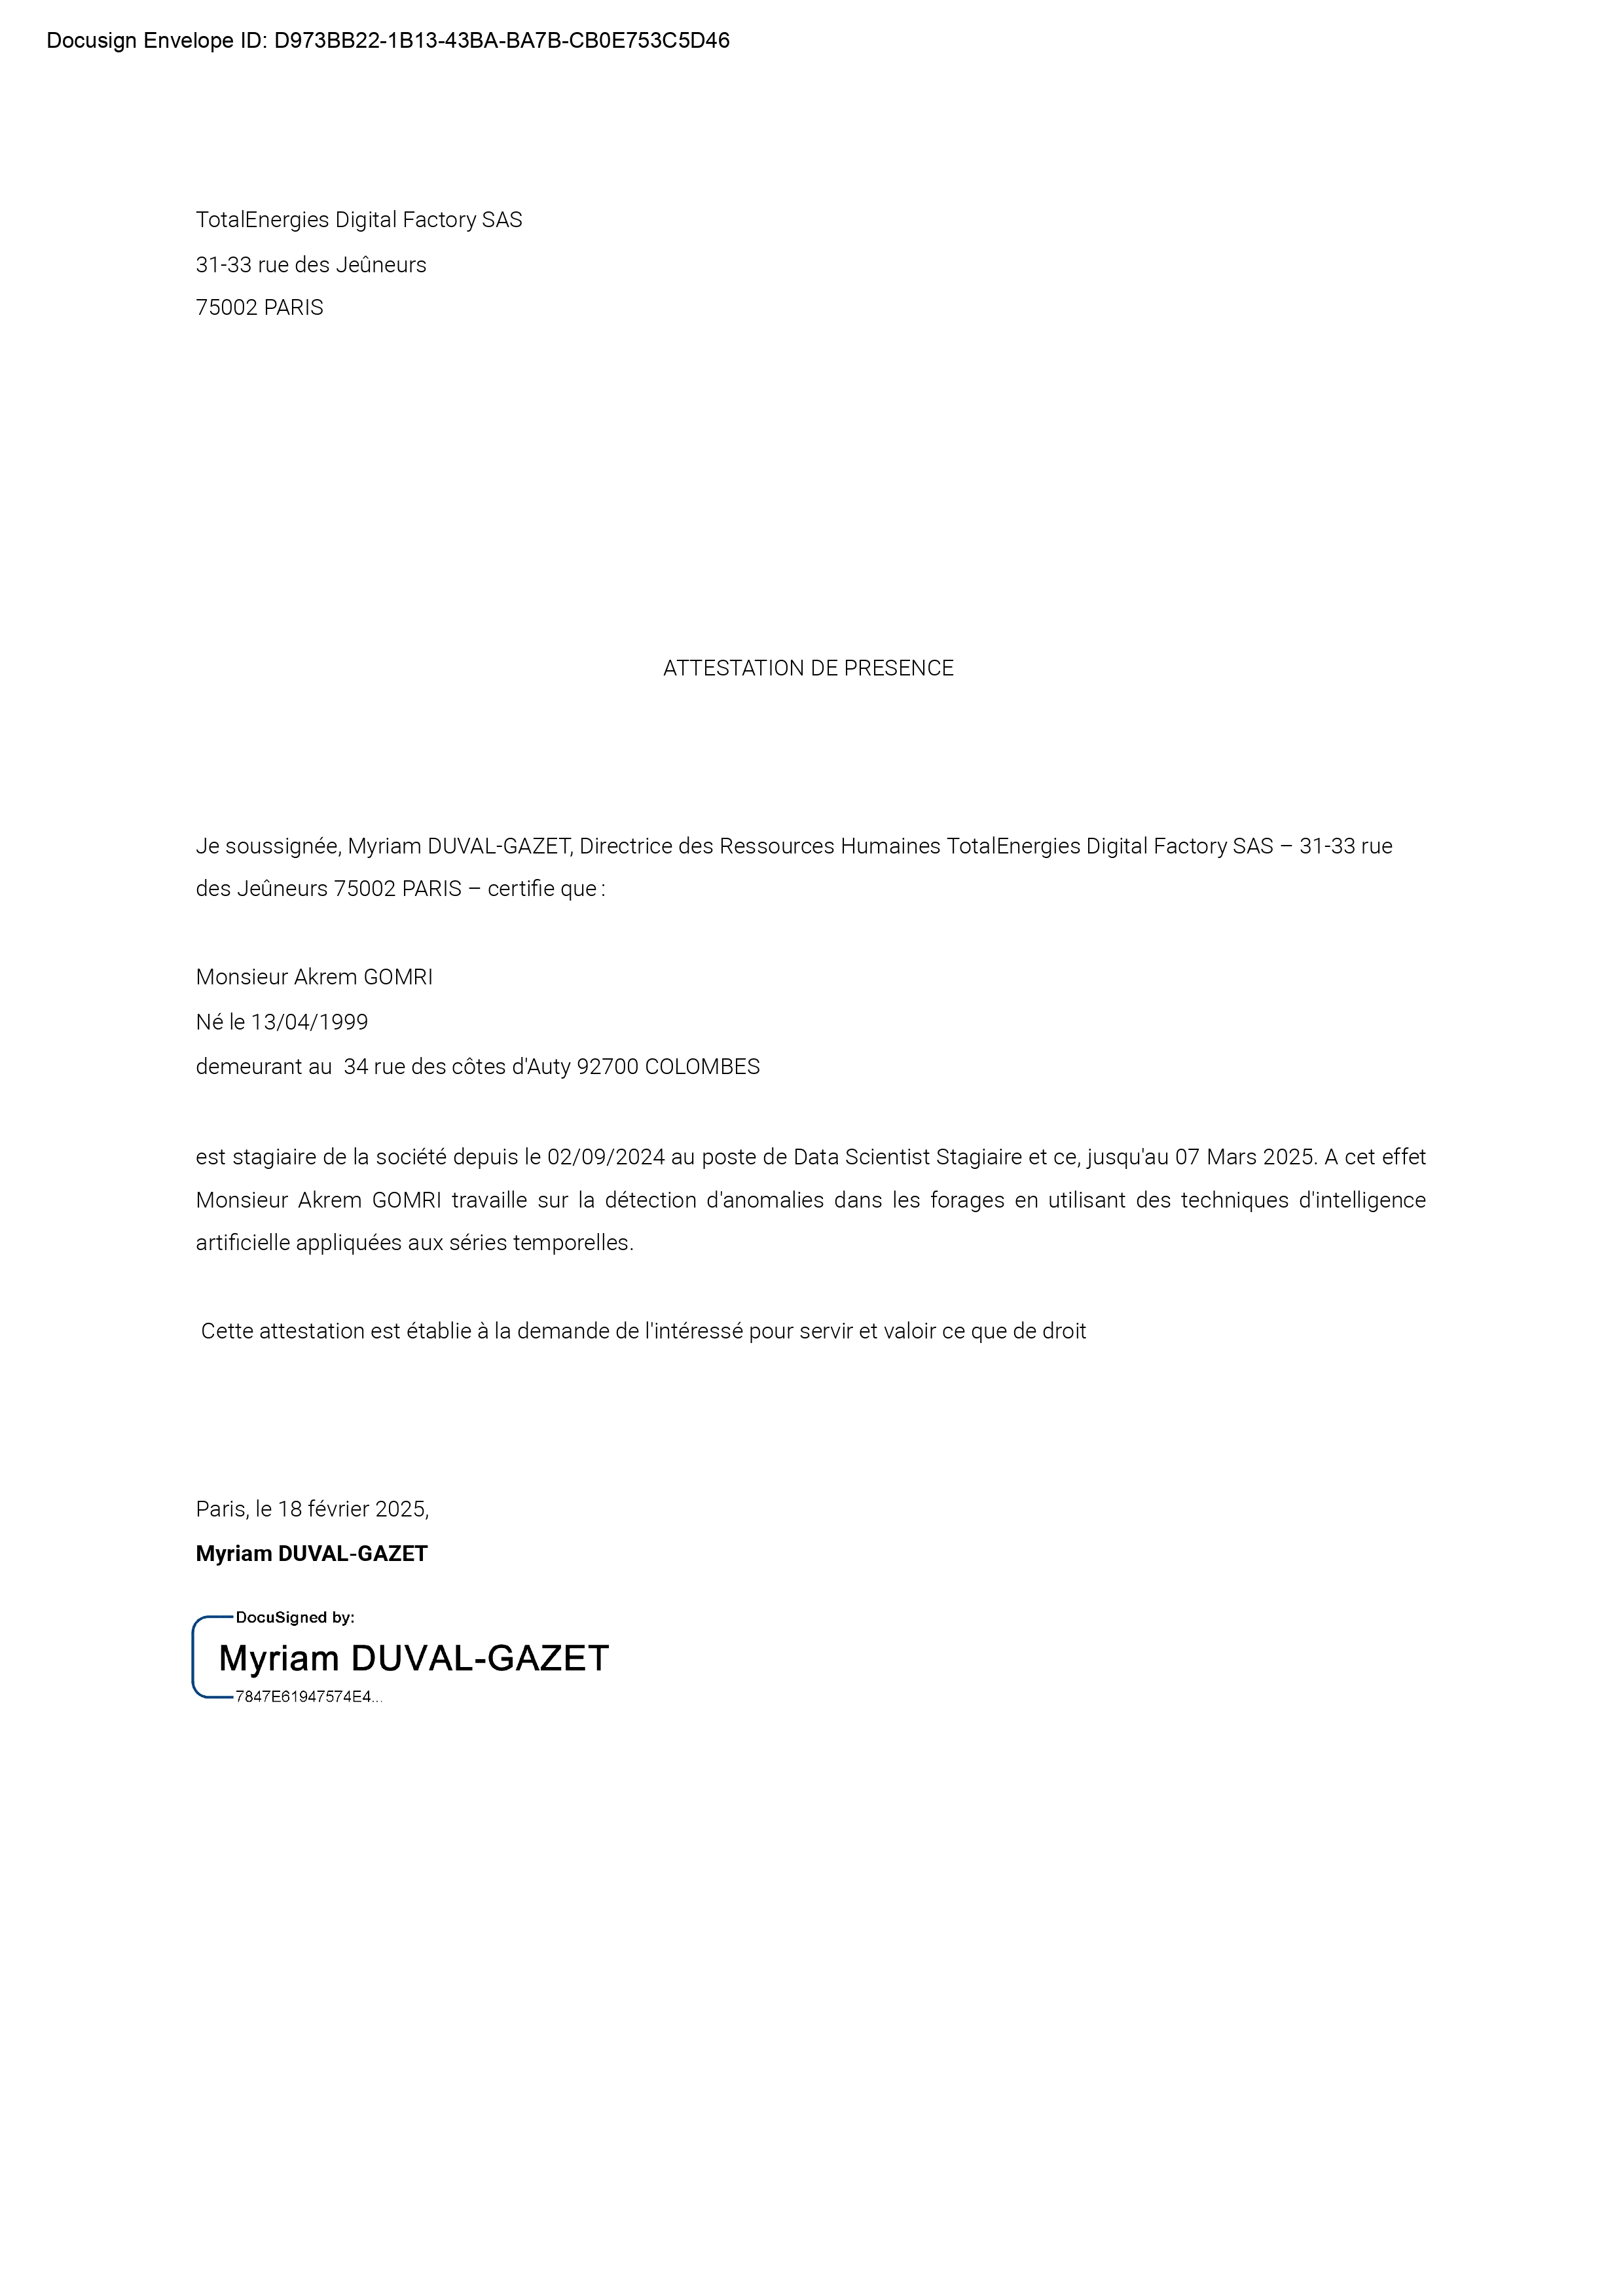 Docusign Envelope ID: D973BB22-1B13-43BA-BA7B-CB0E753C5D46
TotalEnergies Digital Factory SAS
31-33 rue des Jeûneurs
75002 PARIS
ATTESTATION DE PRESENCE
Je soussignée, Myriam DUVAL-GAZET, Directrice des Ressources Humaines TotalEnergies Digital Factory SAS – 31-33 rue
des Jeûneurs 75002 PARIS – certifie que :
Monsieur Akrem GOMRI
Né le 13/04/1999
demeurant au  34 rue des côtes d'Auty 92700 COLOMBES
est stagiaire de la société depuis le 02/09/2024 au poste de Data Scientist Stagiaire et ce, jusqu'au 07 Mars 2025. A cet effet
Monsieur Akrem GOMRI travaille sur la détection d'anomalies dans les forages en utilisant des techniques d'intelligence
artificielle appliquées aux séries temporelles.
Cette attestation est établie à la demande de l'intéressé pour servir et valoir ce que de droit
Paris, le 18 février 2025,
Myriam DUVAL-GAZET
DocuSigned by:
Myriam DUVAL-GAZET
7847E61947574E4...